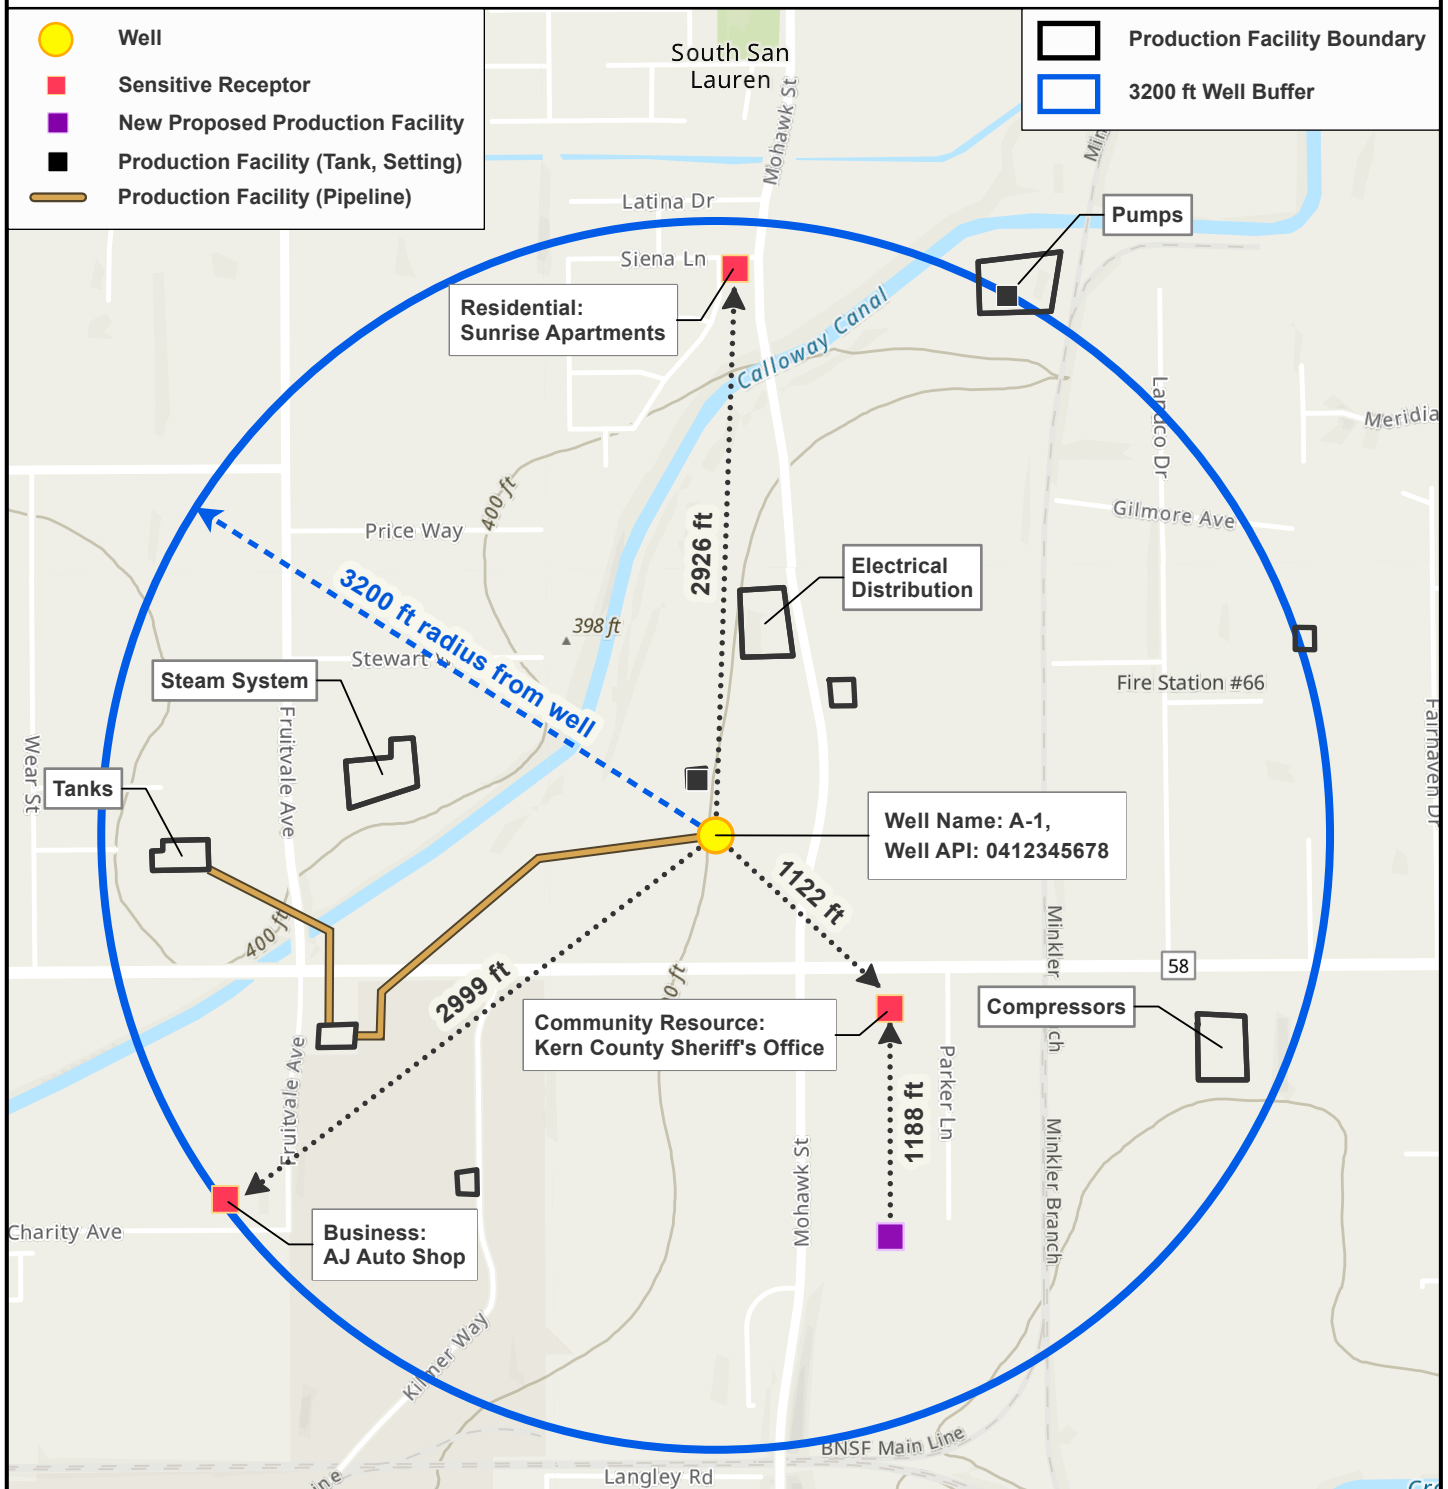 Well
Sensitive Receptor
New Proposed Production Facility
Production Facility (Tank, Setting)
Production Facility (Pipeline)
Production Facility Boundary
3200 ft Well Buffer
South San
Lauren
Mohawk St
Latina Dr
Siena Ln
Pumps
Residential:
Sunrise Apartments
Calloway Canal
Landco Dr
Gilmore Ave
Price Way
400 ft
2926 ft
3200 ft radius from well
398 ft
Electrical
Distribution
Stewart
Steam System
Fire Station #66
Fruitvale Ave
Wear St
Fairhaven Dr
Tanks
Well Name: A-1,
Well API: 0412345678
1122 ft
400 ft
2999 ft
58
Minkler
Compressors
Community Resource:
Kern County Sheriff's Office
Fruitvale Ave
1188 ft
Parker Ln
Mohawk St
Minkler Branch
Charity Ave
Business:
AJ Auto Shop
Kilmer Way
BNSF Main Line
Langley Rd